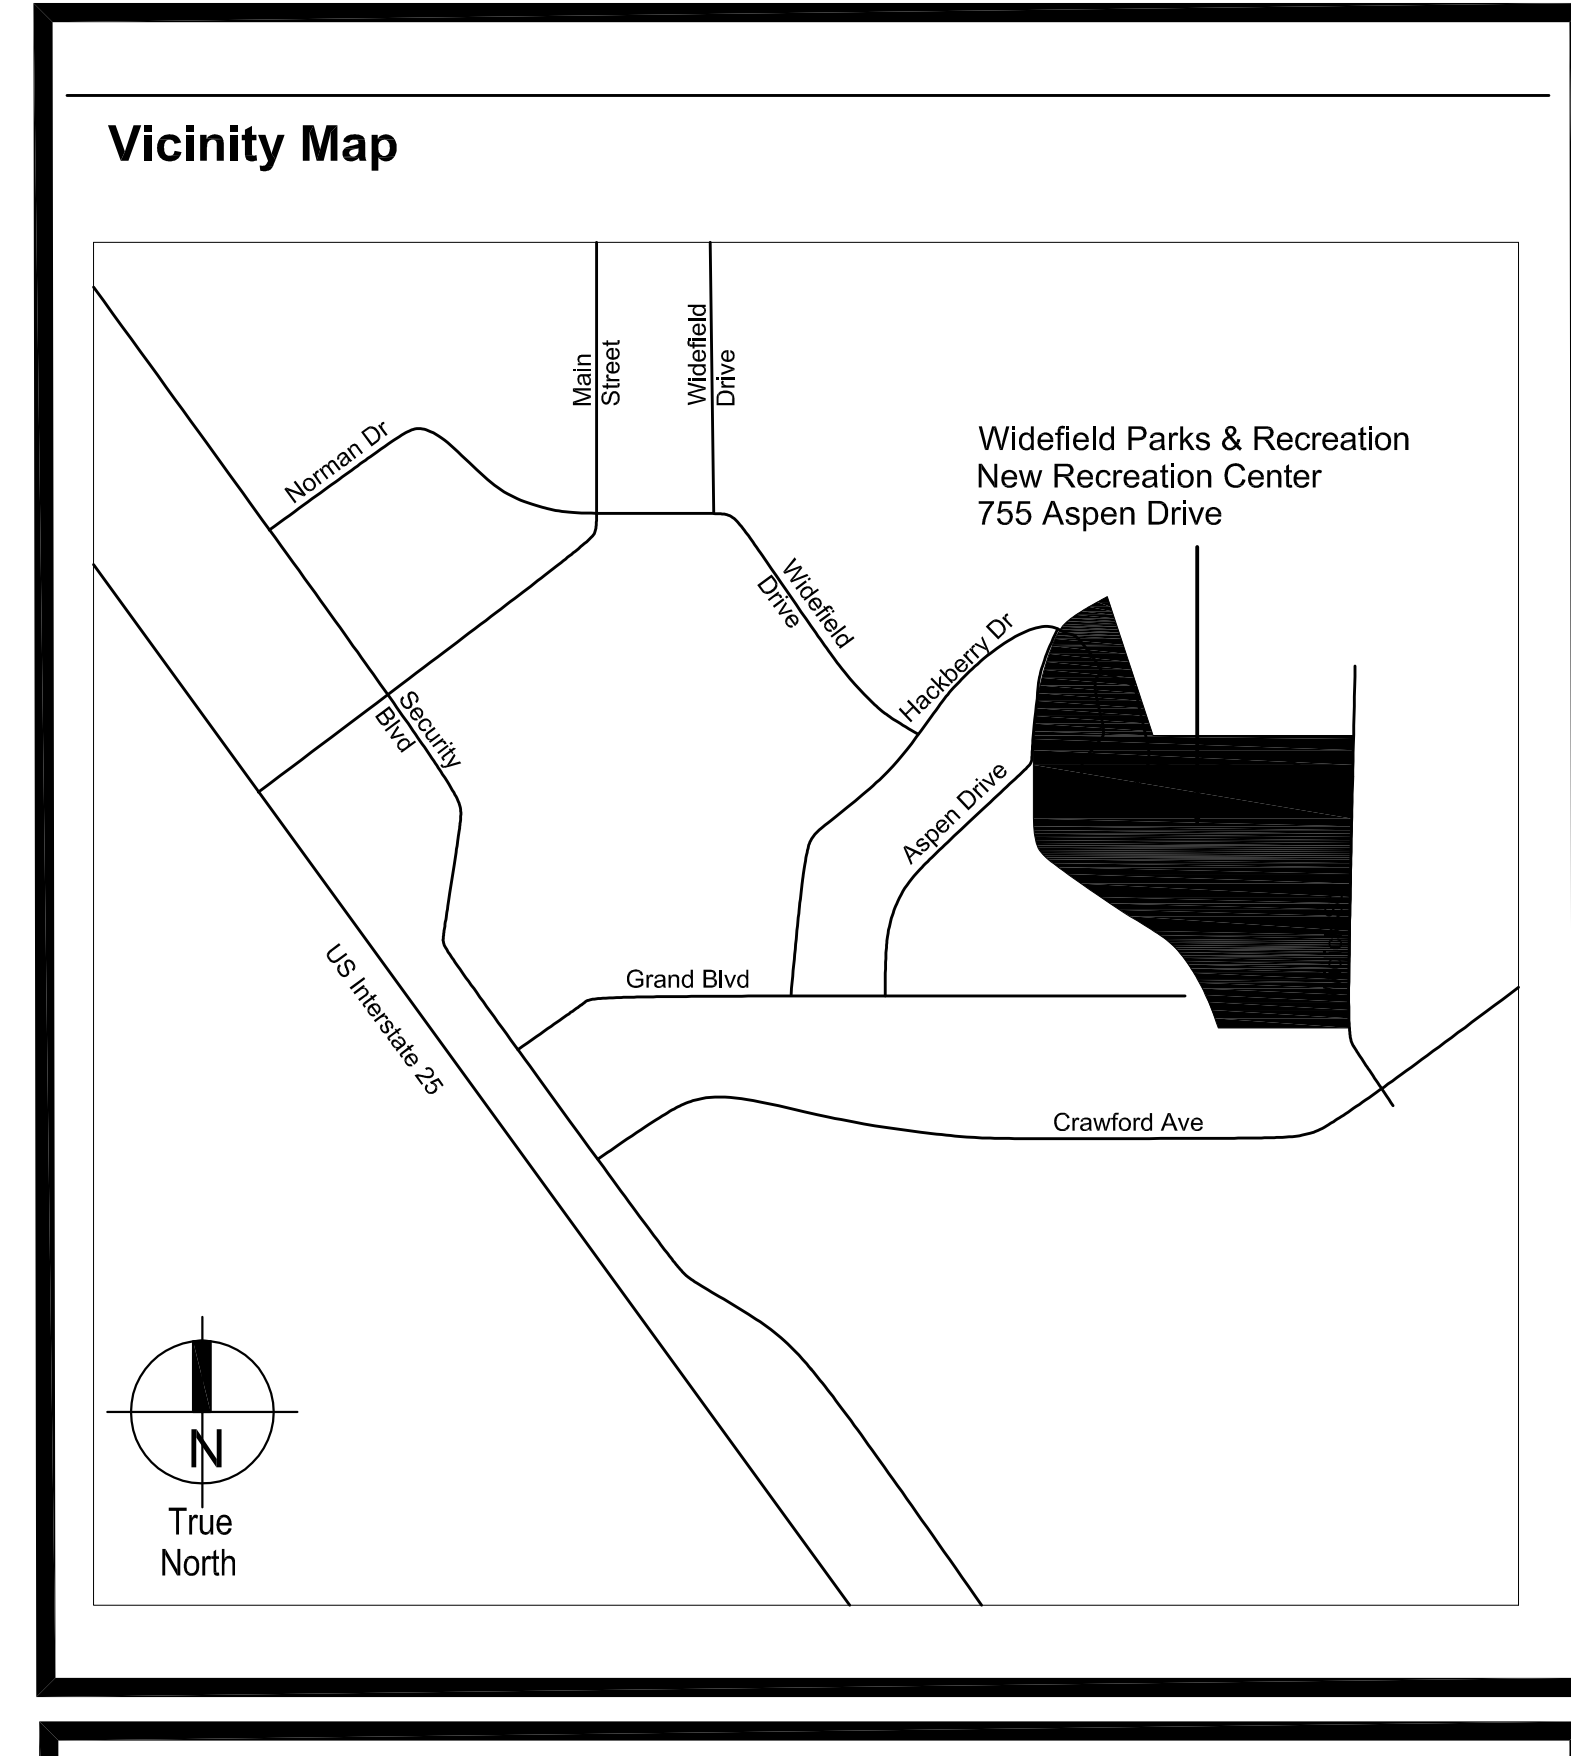 Vicinity Map
Main
Street
Widefield
Drive
Norman Dr
Widefield Parks & Recreation
New Recreation Center
755 Aspen Drive
Widefield
Drive
Hackberry Dr
Security
Blvd
Aspen Drive
US Interstate 25
Grand Blvd
Crawford Ave
N
True
North